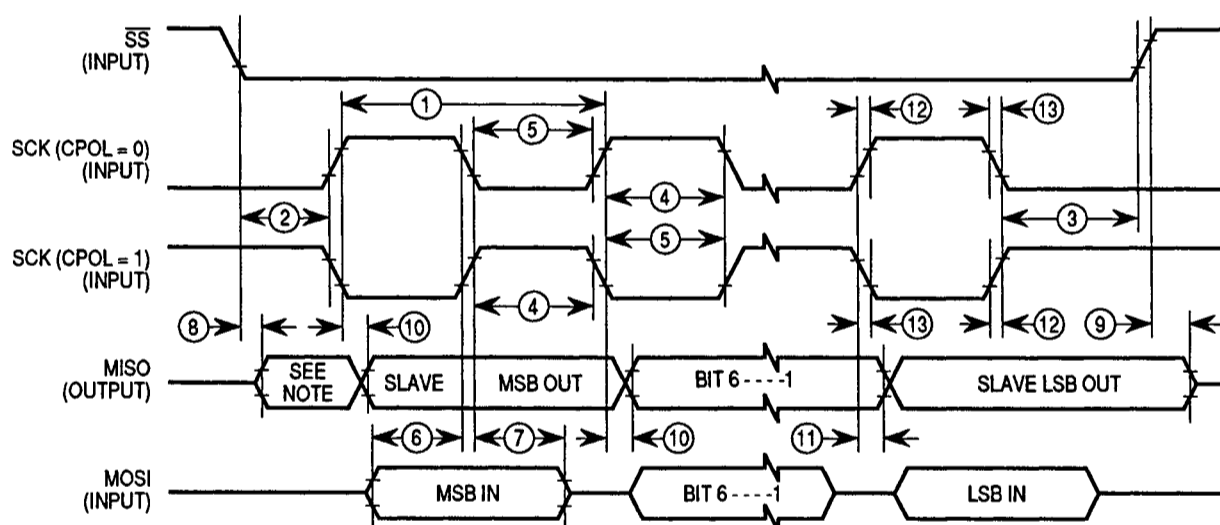 SS
(INPUT)
1
12
13
5
SCK (CPOL = 0)
(INPUT)
4
2
3
SCK (CPOL = 1)
(INPUT)
5
4
8
10
13
12
9
MISO
(OUTPUT)
SEE
NOTE
SLAVE
MSB OUT
BIT 6-----1
SLAVE LSB OUT
6
7
10
11
MOSI
(INPUT)
MSB IN
BIT 6-----1
LSB IN